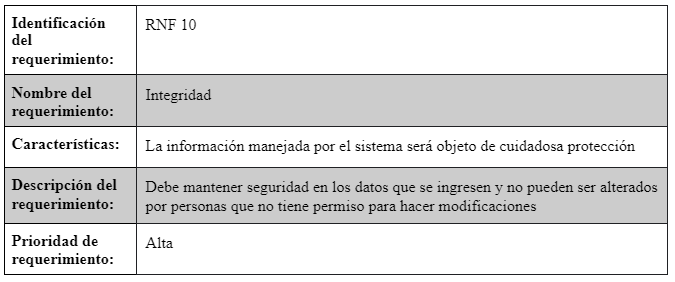 Identificación
del
requerimiento:
RNF 10
Nombre del
requerimiento:
Integridad
Características:
La información manejada por el sistema será objeto de cuidadosa protección
Descripción del
requerimiento:
Debe mantener seguridad en los datos que se ingresen y no pueden ser alterados
por personas que no tiene permiso para hacer modificaciones
Prioridad de
requerimiento:
Alta